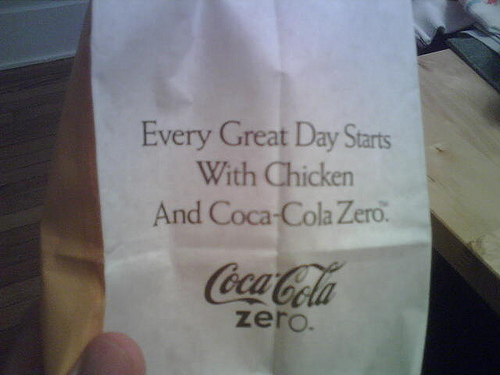 Every Great Day Starts
With Chicken
And Coca-Cola Zero.™
Coca-Cola
zero.